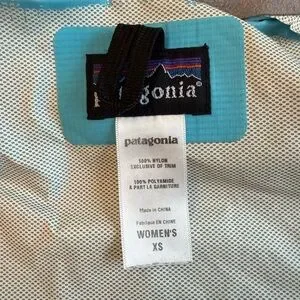 gonia®
patagonia
100% NYLON
EXCLUSIVE OF TRIM
100% POLYAMIDE
A PART LA GARNITURE
Made in CHINA
Fabriqué EN CHINE
WOMEN'S
XS